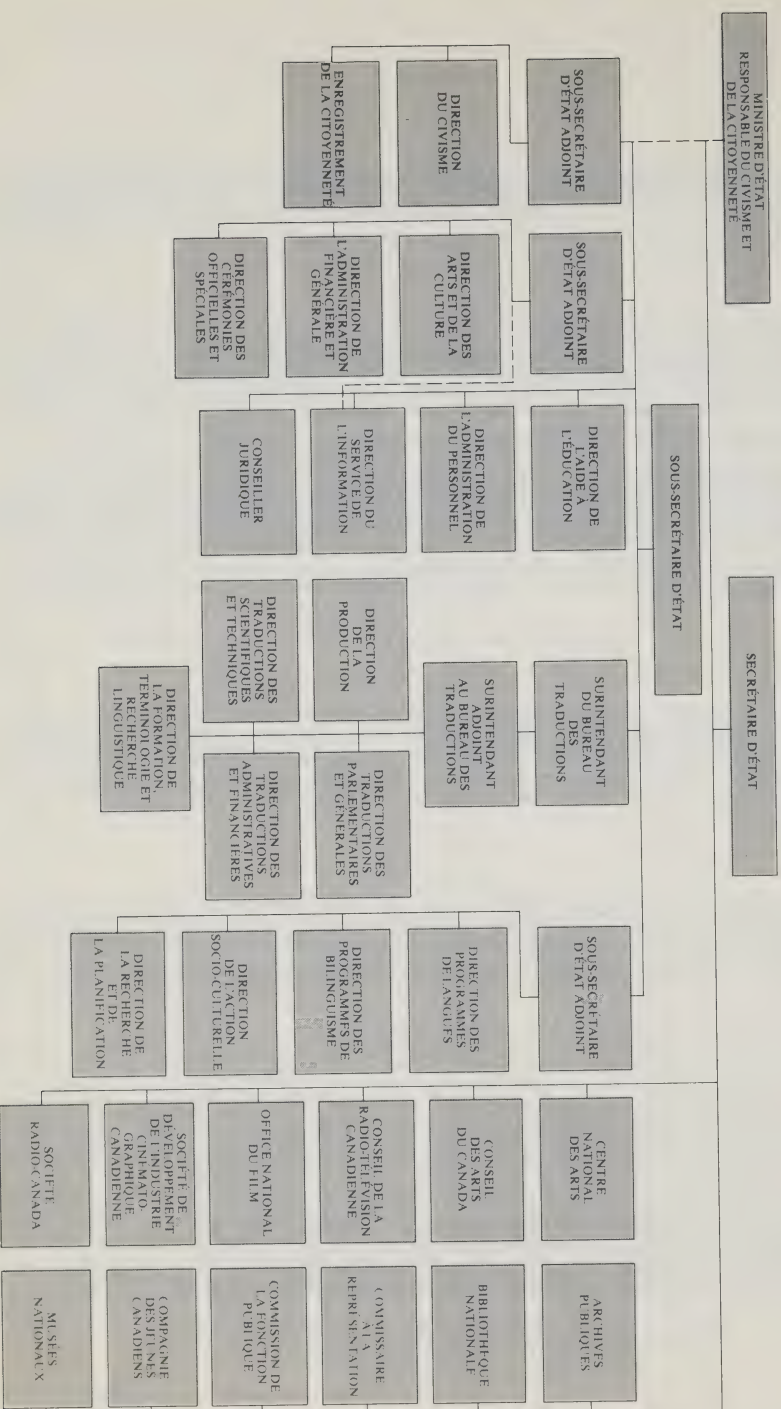 MINISTRE D'ÉTAT
RESPONSABLE DU CIVISME ET
DE LA CITOYENNETÉ
SECRÉTAIRE D'ÉTAT
SOUS-SECRÉTAIRE D'ÉTAT
SOUS-SECRÉTAIRE
D'ÉTAT ADJOINT
DIRECTION
DU CIVISME
ENREGISTREMENT
DE LA CITOYENNETÉ
SOUS-SECRÉTAIRE
D'ÉTAT ADJOINT
DIRECTION DES
ARTS ET DE LA
CULTURE
DIRECTION DE
L'ADMINISTRATION
FINANCIÈRE ET
GÉNÉRALE
DIRECTION DES
CÉRÉMONIES
OFFICIELLES ET
SPÉCIALES
DIRECTION DE
L'AIDE À
L'ÉDUCATION
DIRECTION DE
L'ADMINISTRATION
DU PERSONNEL
DIRECTION DU
SERVICE DE
L'INFORMATION
CONSEILLER
JURIDIQUE
SURINTENDANT
DU BUREAU
DES
TRADUCTIONS
SURINTENDANT
ADJOINT
AU BUREAU DES
TRADUCTIONS
DIRECTION
DE LA
PRODUCTION
DIRECTION DES
TRADUCTIONS
PARLEMENTAIRES
ET GÉNÉRALES
DIRECTION DES
TRADUCTIONS
SCIENTIFIQUES
ET TECHNIQUES
DIRECTION DES
TRADUCTIONS
ADMINISTRATIVES
ET FINANCIÈRES
DIRECTION DE
LA FORMATION,
TERMINOLOGIE ET
RECHERCHE
LINGUISTIQUE
SOUS-SECRÉTAIRE
D'ÉTAT ADJOINT
DIRECTION DES
PROGRAMMES
DE LANGUES
DIRECTION DES
PROGRAMMES DE
BILINGUISME
DIRECTION
DE L'ACTION
SOCIO-CULTURELLE
DIRECTION DE
LA RECHERCHE
ET DE
LA PLANIFICATION
CENTRE
NATIONAL
DES ARTS
CONSEIL
DES ARTS
DU CANADA
CONSEIL DE LA
RADIO-TÉLÉVISION
CANADIENNE
OFFICE NATIONAL
DU FILM
SOCIÉTÉ DE
DÉVELOPPEMENT
DE L'INDUSTRIE
CINÉMATO-
GRAPHIQUE
CANADIENNE
SOCIÉTÉ
RADIO-CANADA
ARCHIVES
PUBLIQUES
BIBLIOTHÈQUE
NATIONALE
COMMISSAIRE
À LA
REPRÉSENTATION
COMMISSION DE
LA FONCTION
PUBLIQUE
COMPAGNIE
DES JEUNES
CANADIENS
MUSÉES
NATIONAUX